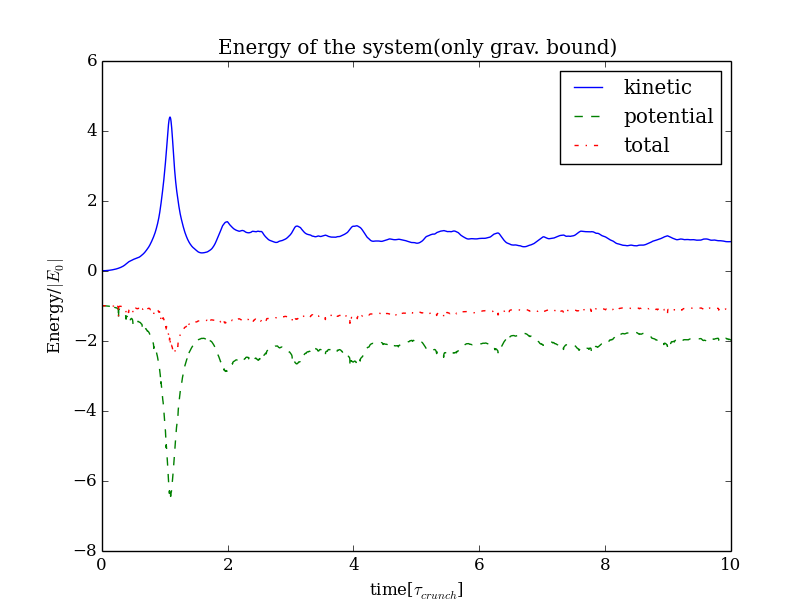 Energy of the system(only grav. bound)
kinetic
potential
total
6
4
2
0
−2
−4
−6
−8
Energy/|E_0|
0
2
4
6
8
10
time[τ_crunch]